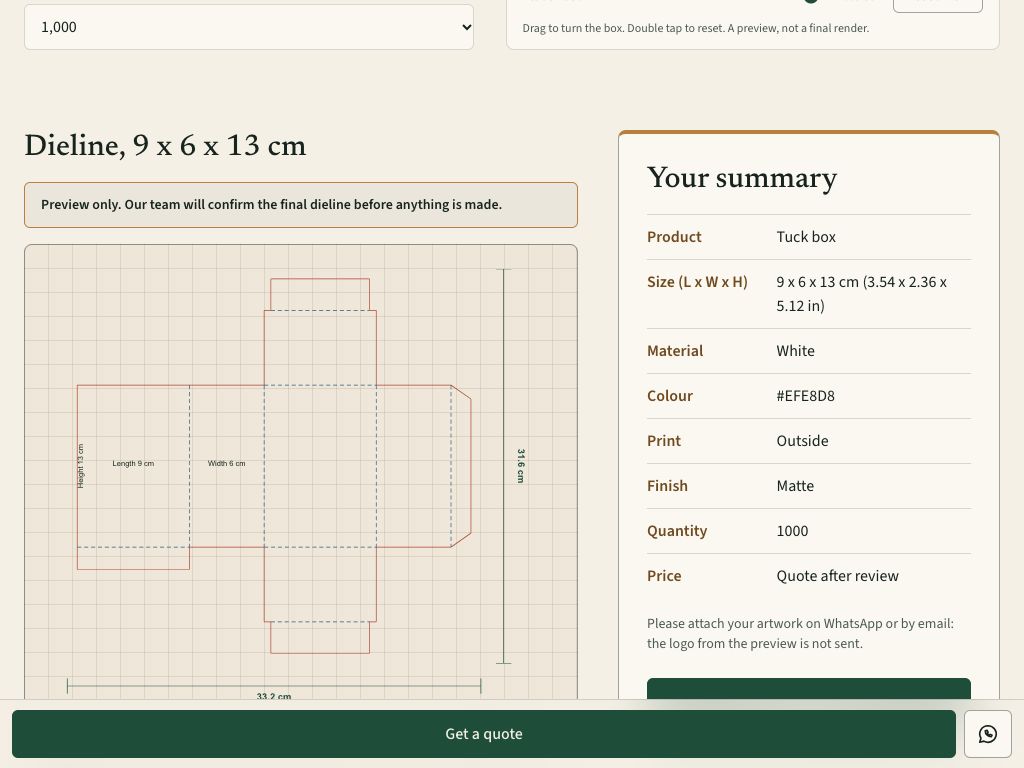 1,000
Drag to turn the box. Double tap to reset. A preview, not a final render.
Dieline, 9 x 6 x 13 cm
Preview only. Our team will confirm the final dieline before anything is made.
Height 13 cm
Length 9 cm
Width 6 cm
31.6 cm
33.2 cm
Your summary
Product Tuck box
Size (L x W x H) 9 x 6 x 13 cm (3.54 x 2.36 x
5.12 in)
Material White
Colour #EFE8D8
Print Outside
Finish Matte
Quantity 1000
Price Quote after review
Please attach your artwork on WhatsApp or by email:
the logo from the preview is not sent.
Get a quote